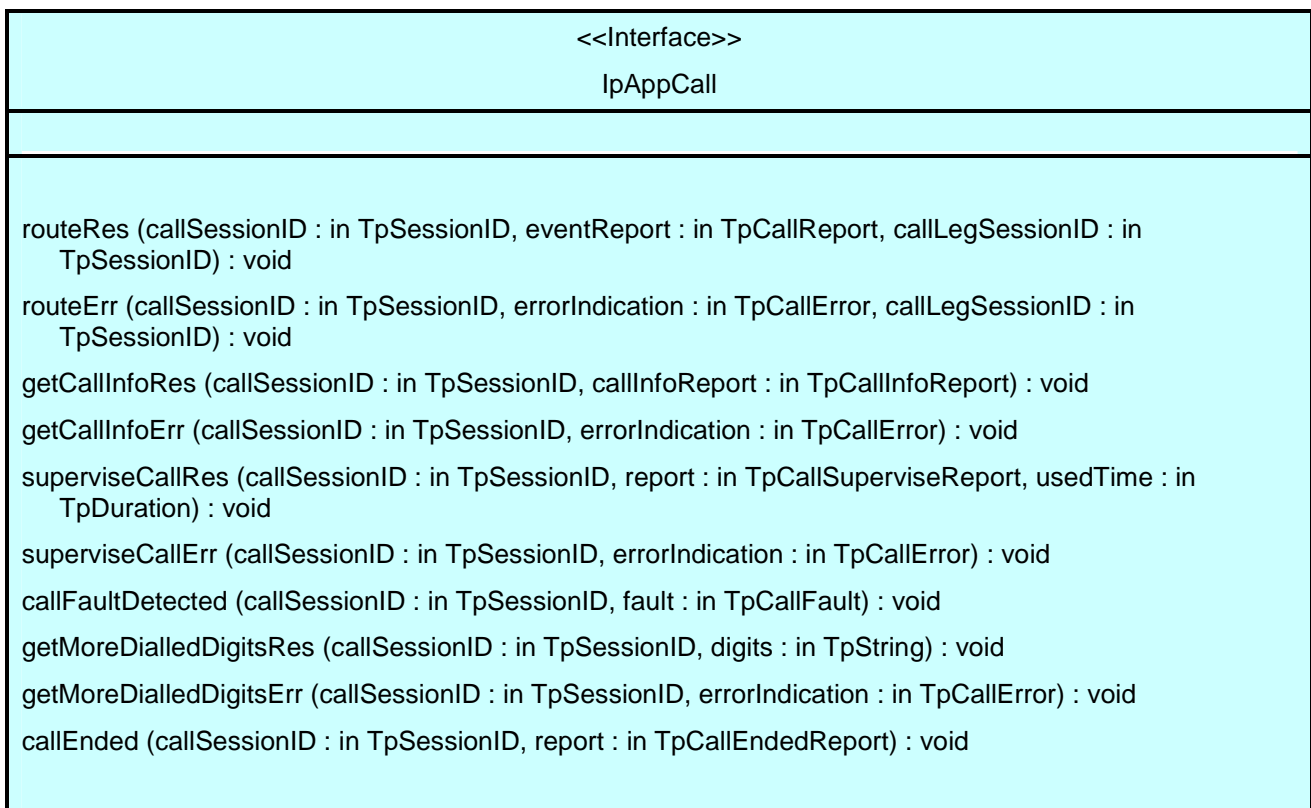 <<Interface>>
IpAppCall
routeRes (callSessionID : in TpSessionID, eventReport : in TpCallReport, callLegSessionID : in
TpSessionID) : void
routeErr (callSessionID : in TpSessionID, errorIndication : in TpCallError, callLegSessionID : in
TpSessionID) : void
getCallInfoRes (callSessionID : in TpSessionID, callInfoReport : in TpCallInfoReport) : void
getCallInfoErr (callSessionID : in TpSessionID, errorIndication : in TpCallError) : void
superviseCallRes (callSessionID : in TpSessionID, report : in TpCallSuperviseReport, usedTime : in
TpDuration) : void
superviseCallErr (callSessionID : in TpSessionID, errorIndication : in TpCallError) : void
callFaultDetected (callSessionID : in TpSessionID, fault : in TpCallFault) : void
getMoreDialledDigitsRes (callSessionID : in TpSessionID, digits : in TpString) : void
getMoreDialledDigitsErr (callSessionID : in TpSessionID, errorIndication : in TpCallError) : void
callEnded (callSessionID : in TpSessionID, report : in TpCallEndedReport) : void